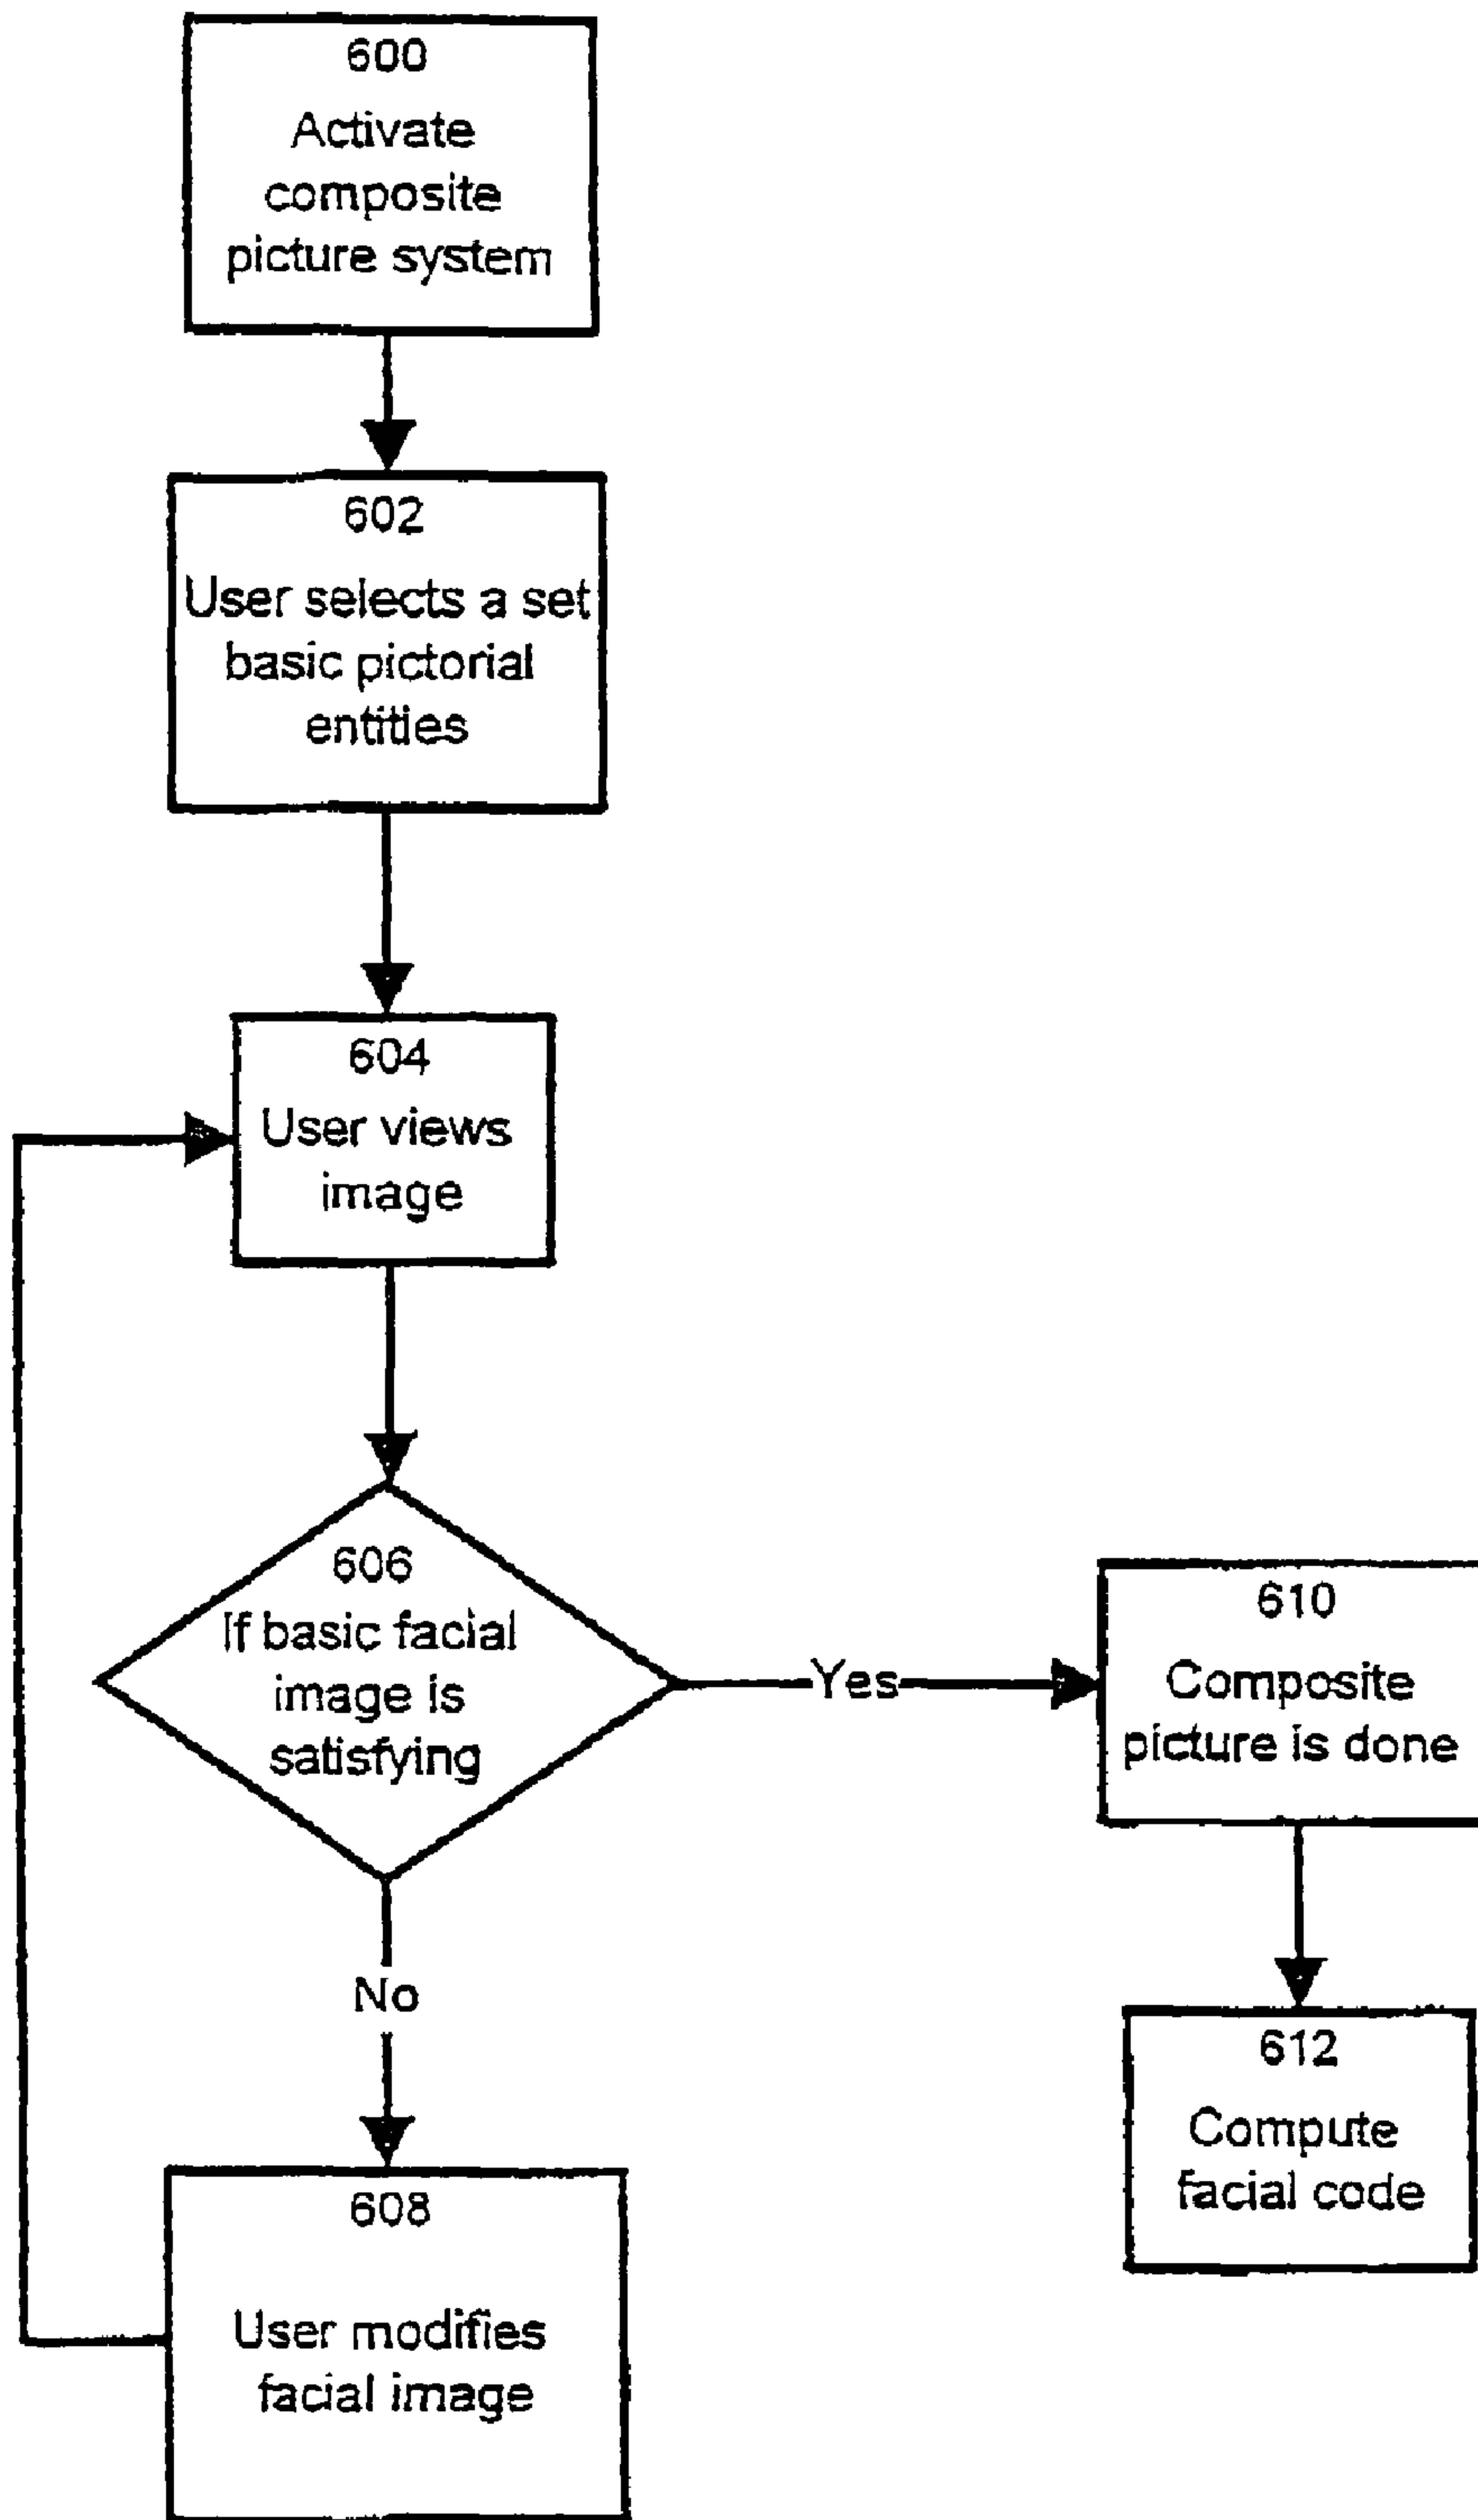 600
Activate
composite
picture system
602
User selects a set
basic pictorial
entities
604
User views
image
606
If basic facial
image is
satisfying
Yes
610
Composite
picture is done
No
612
Compute
facial code
608
User modifies
facial image